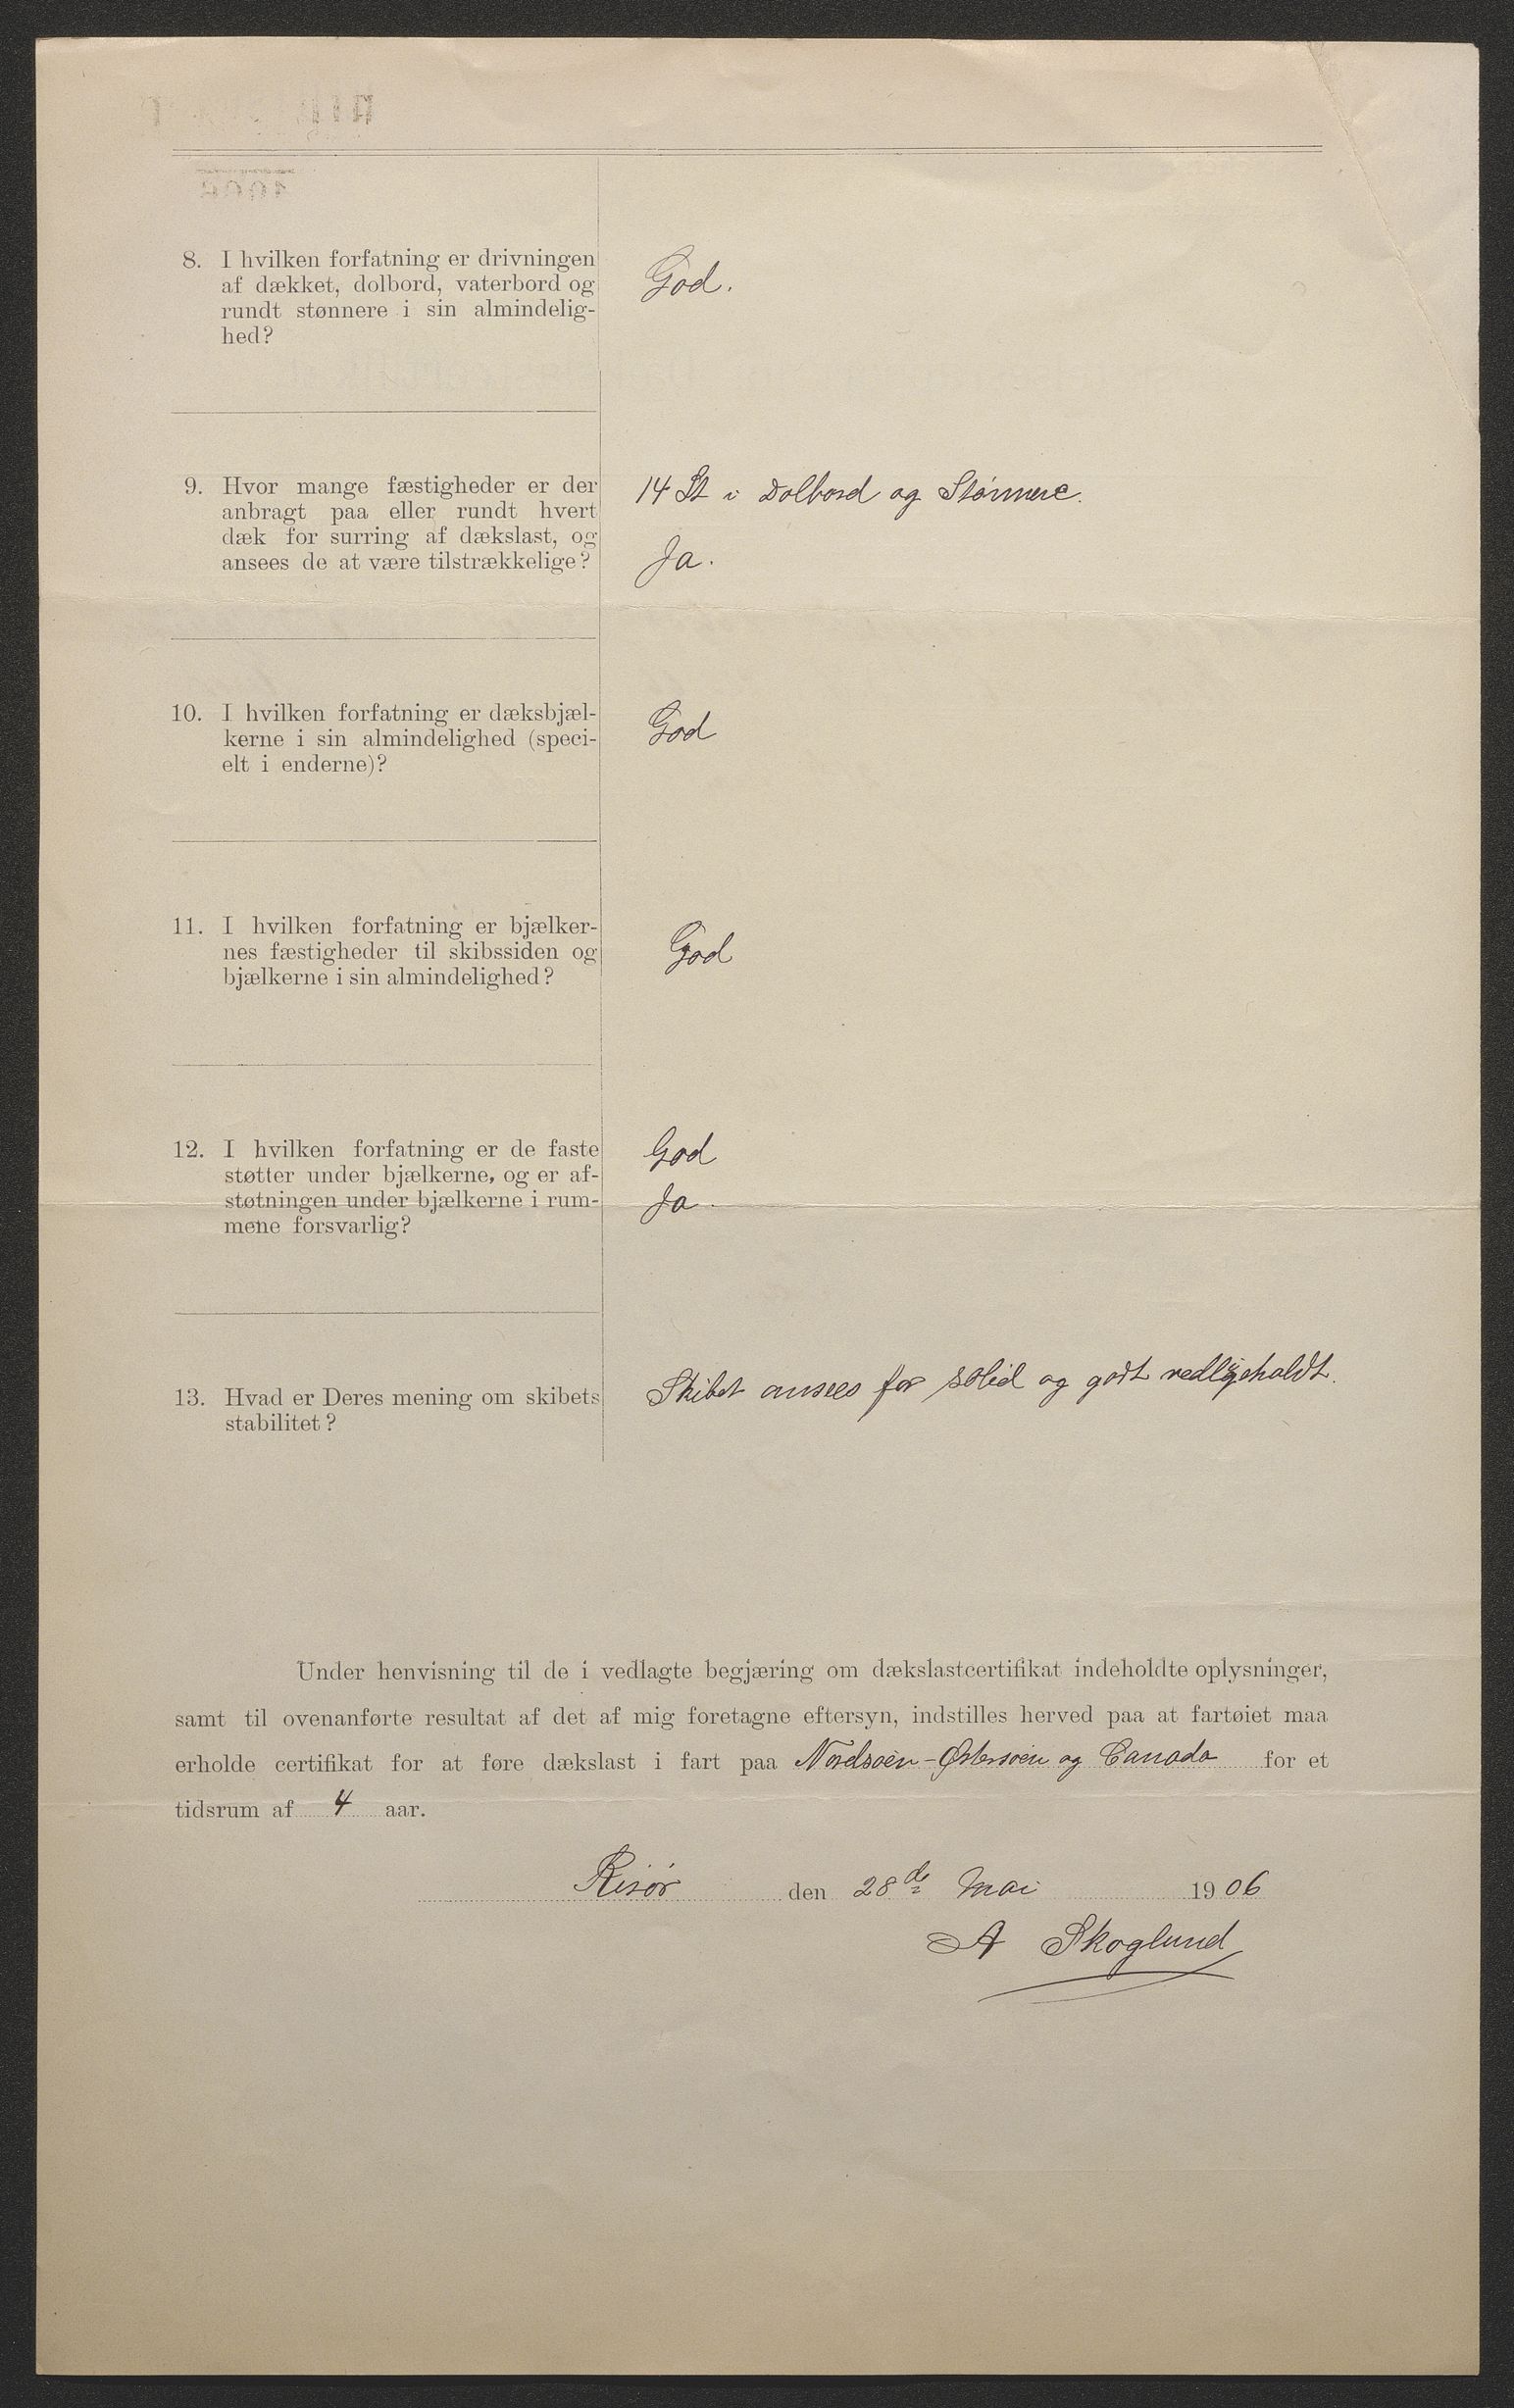 8. I hvilken forfatning er drivningen
af dækket, dolbord, vaterbord og
rundt stønnere i sin almindelig-
hed?
God.
9. Hvor mange fæstigheder er der
anbragt paa eller rundt hvert
dæk for surring af dækslast, og
ansees de at være tilstrækkelige?
14 St i Dolbord og Stönnere.
Ja.
10. I hvilken forfatning er dæksbjæl-
kerne i sin almindelighed (speci-
elt i enderne)?
God
11. I hvilken forfatning er bjælker-
nes fæstigheder til skibssiden og
bjælkerne i sin almindelighed?
God
12. I hvilken forfatning er de faste
støtter under bjælkerne, og er af-
støtningen under bjælkerne i rum-
mene forsvarlig?
God
Ja.
13. Hvad er Deres mening om skibets
stabilitet?
Skibet ansees for solid og godt vedligeholdt.
Under henvisning til de i vedlagte begjæring om dækslastcertifikat indeholdte oplysninger,
samt til ovenanførte resultat af det af mig foretagne eftersyn, indstilles herved paa at fartøiet maa
erholde certifikat for at føre dækslast i fart paa Nordsøen-Østersøen og Canada for et
tidsrum af 4 aar.
Risør den 28de Mai 1906
A Skoglund